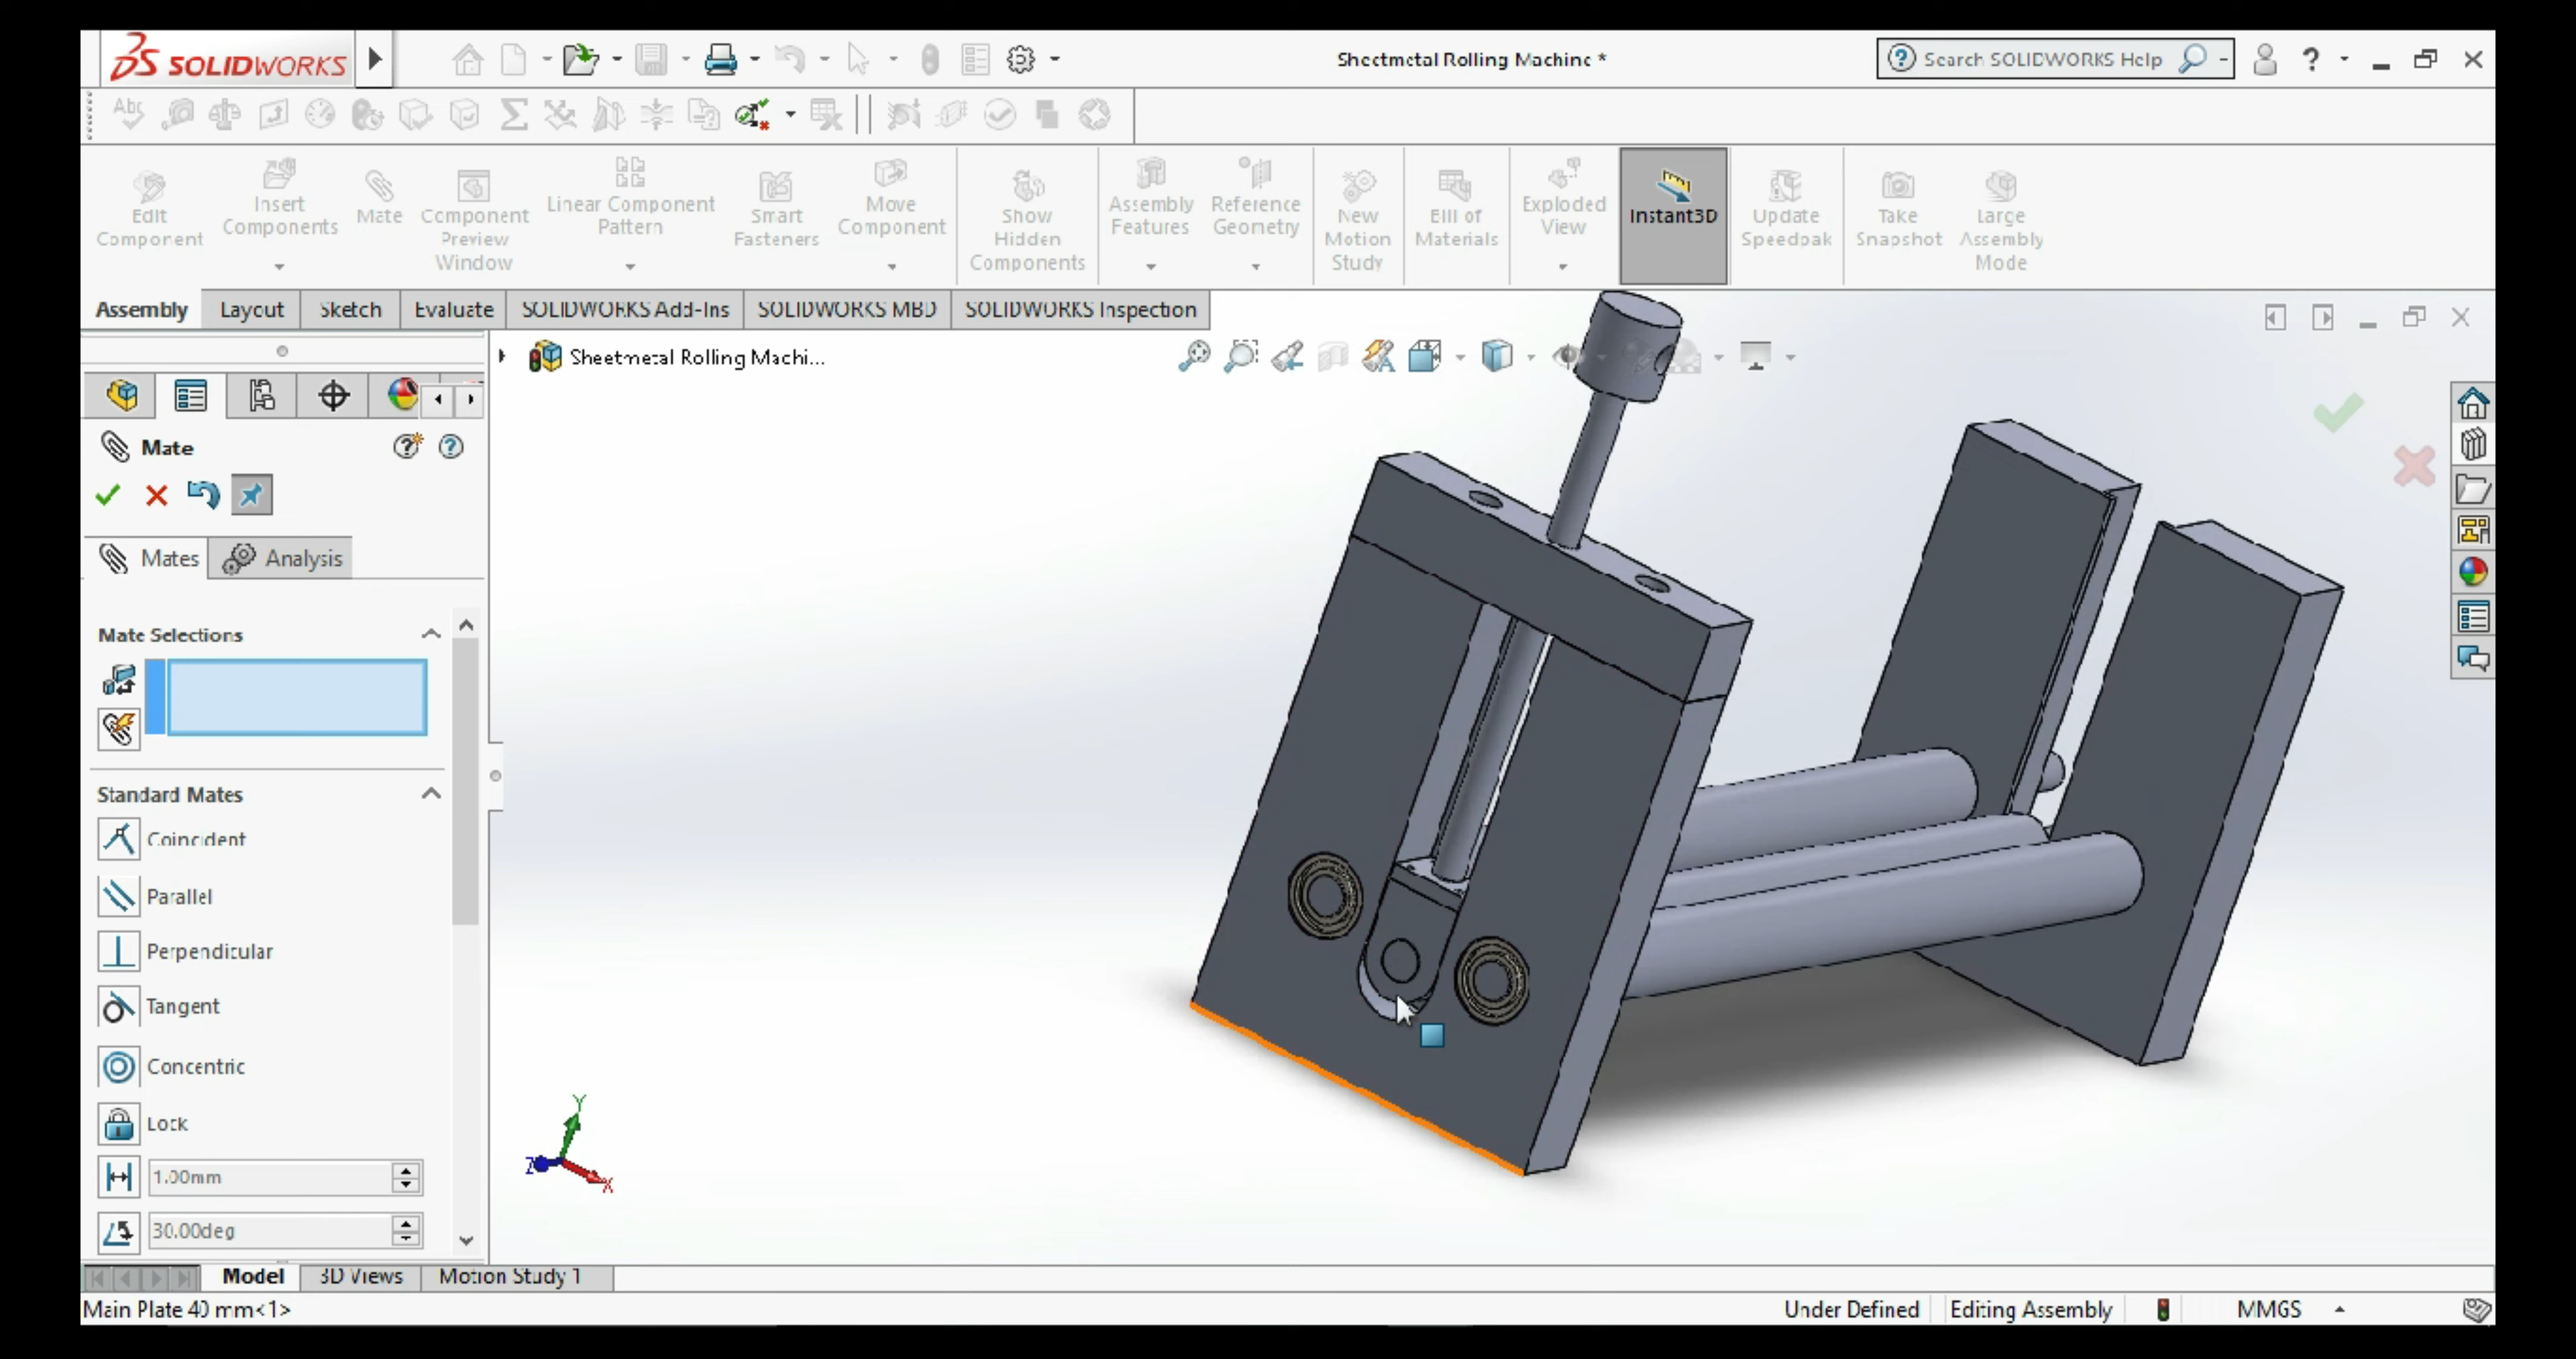 SOLIDWORKS
Sheetmetal Rolling Machine *
Search SOLIDWORKS Help
Abc
Edit Component
Insert Components
Mate
Component Preview Window
Linear Component Pattern
Smart Fasteners
Move Component
Show Hidden Components
Assembly Features
Reference Geometry
New Motion Study
Bill of Materials
Exploded View
Instant3D
Update Speedpak
Take Snapshot
Large Assembly Mode
Assembly
Layout
Sketch
Evaluate
SOLIDWORKS Add-Ins
SOLIDWORKS MBD
SOLIDWORKS Inspection
Sheetmetal Rolling Machi...
Mate
Mates
Analysis
Mate Selections
Standard Mates
Coincident
Parallel
Perpendicular
Tangent
Concentric
Lock
1.00mm
30.00deg
Y
Z
X
Model
3D Views
Motion Study 1
Main Plate 40 mm<1>
Under Defined
Editing Assembly
MMGS